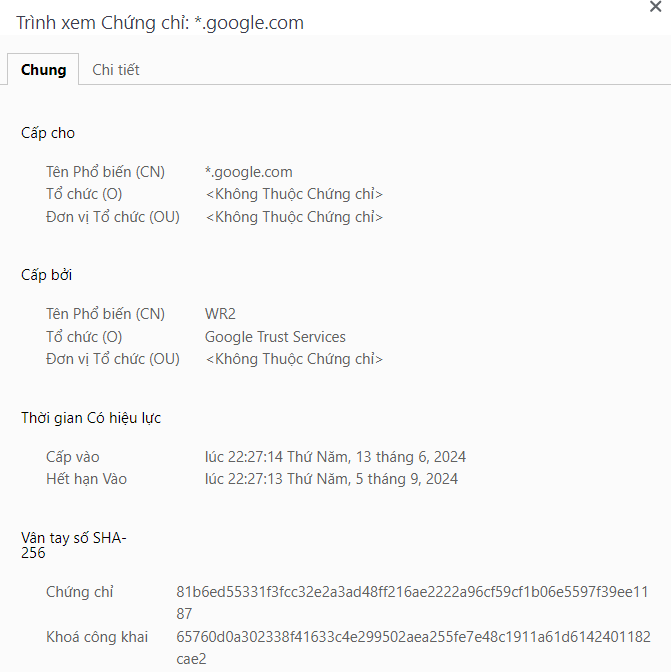 Trình xem Chứng chỉ: *.google.com
Chung Chi tiết
Cấp cho
Tên Phổ biến (CN) *.google.com
Tổ chức (O) <Không Thuộc Chứng chỉ>
Đơn vị Tổ chức (OU) <Không Thuộc Chứng chỉ>
Cấp bởi
Tên Phổ biến (CN) WR2
Tổ chức (O) Google Trust Services
Đơn vị Tổ chức (OU) <Không Thuộc Chứng chỉ>
Thời gian Có hiệu lực
Cấp vào lúc 22:27:14 Thứ Năm, 13 tháng 6, 2024
Hết hạn Vào lúc 22:27:13 Thứ Năm, 5 tháng 9, 2024
Vân tay số SHA-
256
Chứng chỉ 81b6ed55331f3fcc32e2a3ad48ff216ae2222a96cf59cf1b06e5597f39ee11
87
Khoá công khai 65760d0a302338f41633c4e299502aea255fe7e48c1911a61d6142401182
cae2